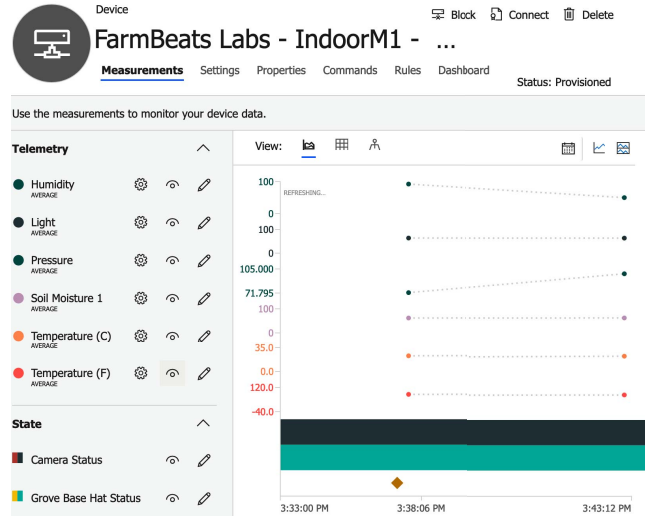 Device
Block Connect Delete
FarmBeats Labs - IndoorM1 - ...
Measurements Settings Properties Commands Rules Dashboard
Status: Provisioned
Use the measurements to monitor your device data.
Telemetry
View:
Humidity
AVERAGE
Light
AVERAGE
Pressure
AVERAGE
Soil Moisture 1
AVERAGE
Temperature (C)
AVERAGE
Temperature (F)
AVERAGE
State
Camera Status
Grove Base Hat Status
100
REFRESHING...
0
100
0
105.000
71.795
100
0
35.0
0.0
120.0
-40.0
3:33:00 PM 3:38:06 PM 3:43:12 PM